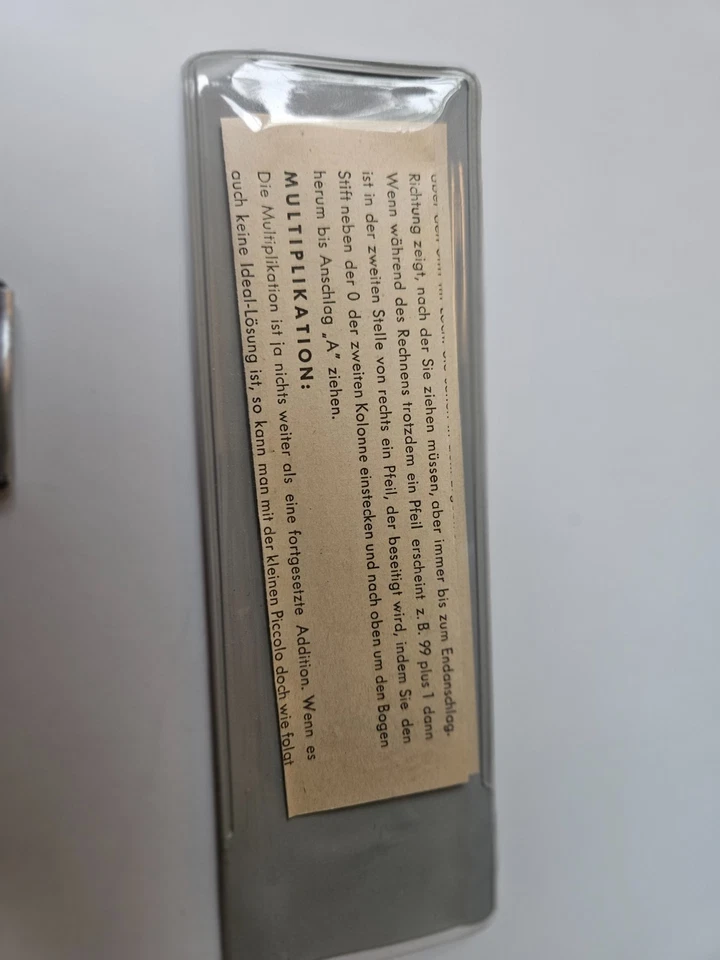 Richtung zeigt, nach der Sie ziehen müssen, aber immer bis zum Endanschlag.
Wenn während des Rechnens trotzdem ein Pfeil erscheint z. B. 99 plus 1 dann
ist in der zweiten Stelle von rechts ein Pfeil, der beseitigt wird, indem Sie den
Stift neben der 0 der zweiten Kolonne einstecken und nach oben um den Bogen
herum bis Anschlag „A" ziehen.
MULTIPLIKATION:
Die Multiplikation ist ja nichts weiter als eine fortgesetzte Addition. Wenn es
auch keine Ideal-Lösung ist, so kann man mit der kleinen Piccolo doch wie folgt